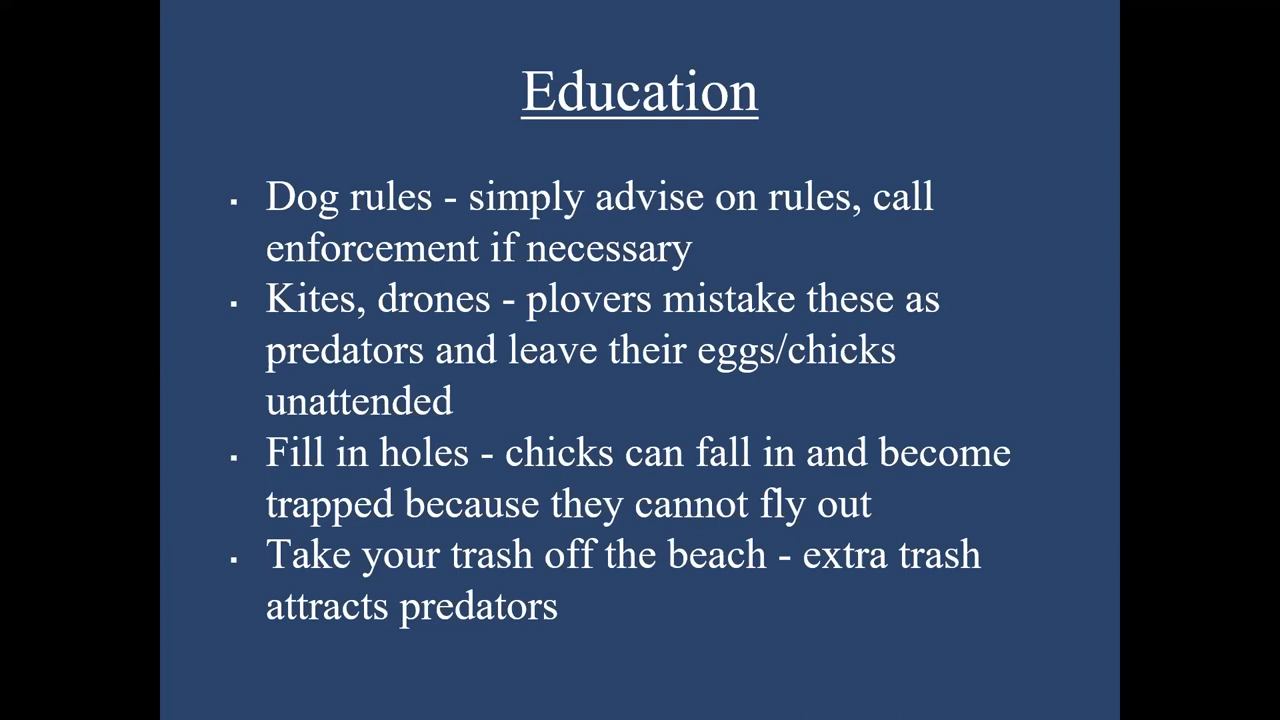 Education
▪ Dog rules - simply advise on rules, call
enforcement if necessary
▪ Kites, drones - plovers mistake these as
predators and leave their eggs/chicks
unattended
▪ Fill in holes - chicks can fall in and become
trapped because they cannot fly out
▪ Take your trash off the beach - extra trash
attracts predators